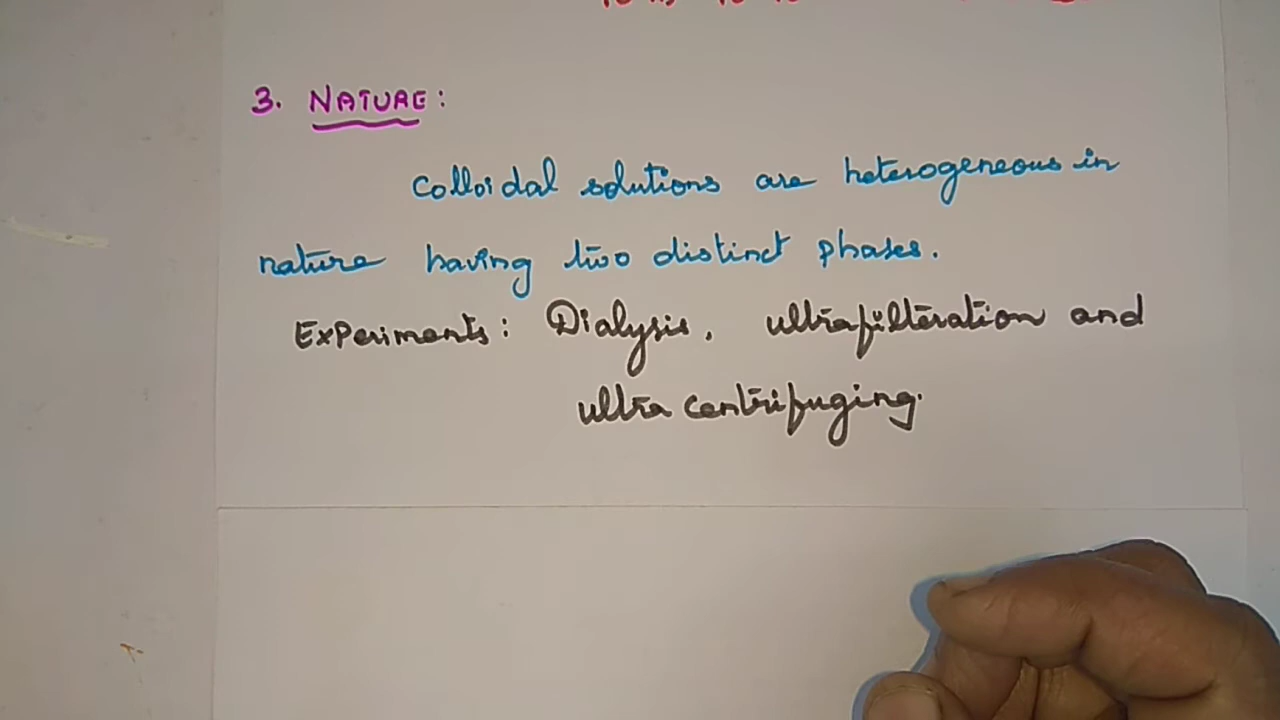 3. NATURE:
Colloidal solutions are heterogeneous in
nature having two distinct phases.
Experiments: Dialysis, ultrafilteration and
ultra centrifuging.